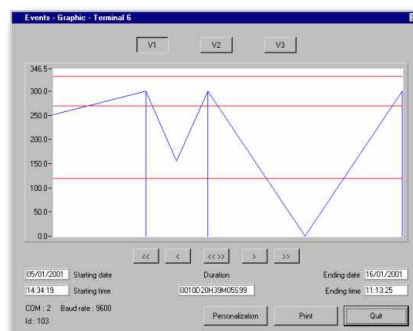 Events - Graphic - Terminal 6
V1 V2 V3
346.5
300.0
250.0
200.0
150.0
100.0
50.0
0.0
<< < <<>> > >>
05/01/2001 Starting date Duration Ending date 16/01/2001
14:34:19 Starting time 0010D20H39M05S99 Ending time 11:13:25
COM : 2 Baud rate : 9600
Id : 103
Personalization Print Quit